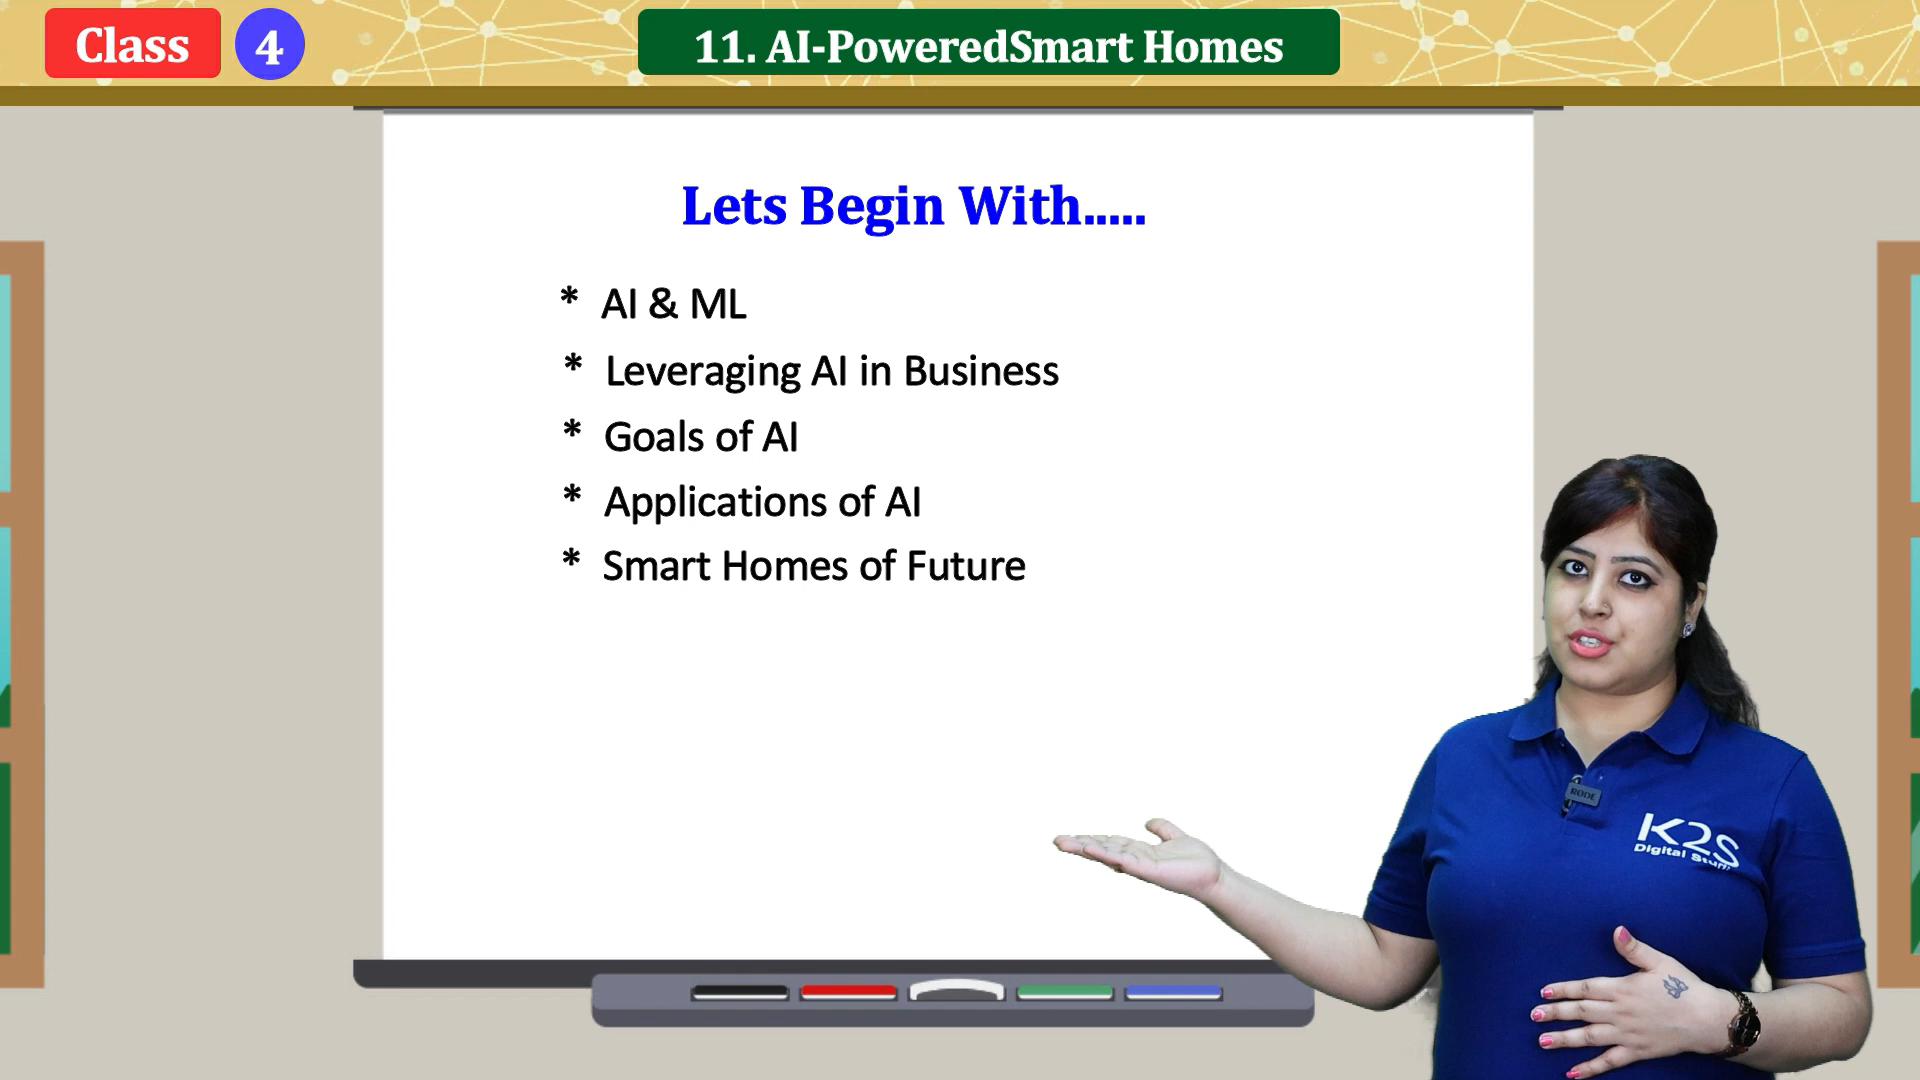 Class 4
11. AI-PoweredSmart Homes
Lets Begin With.....
* AI & ML
* Leveraging AI in Business
* Goals of AI
* Applications of AI
* Smart Homes of Future
RODE
K2S
Digital